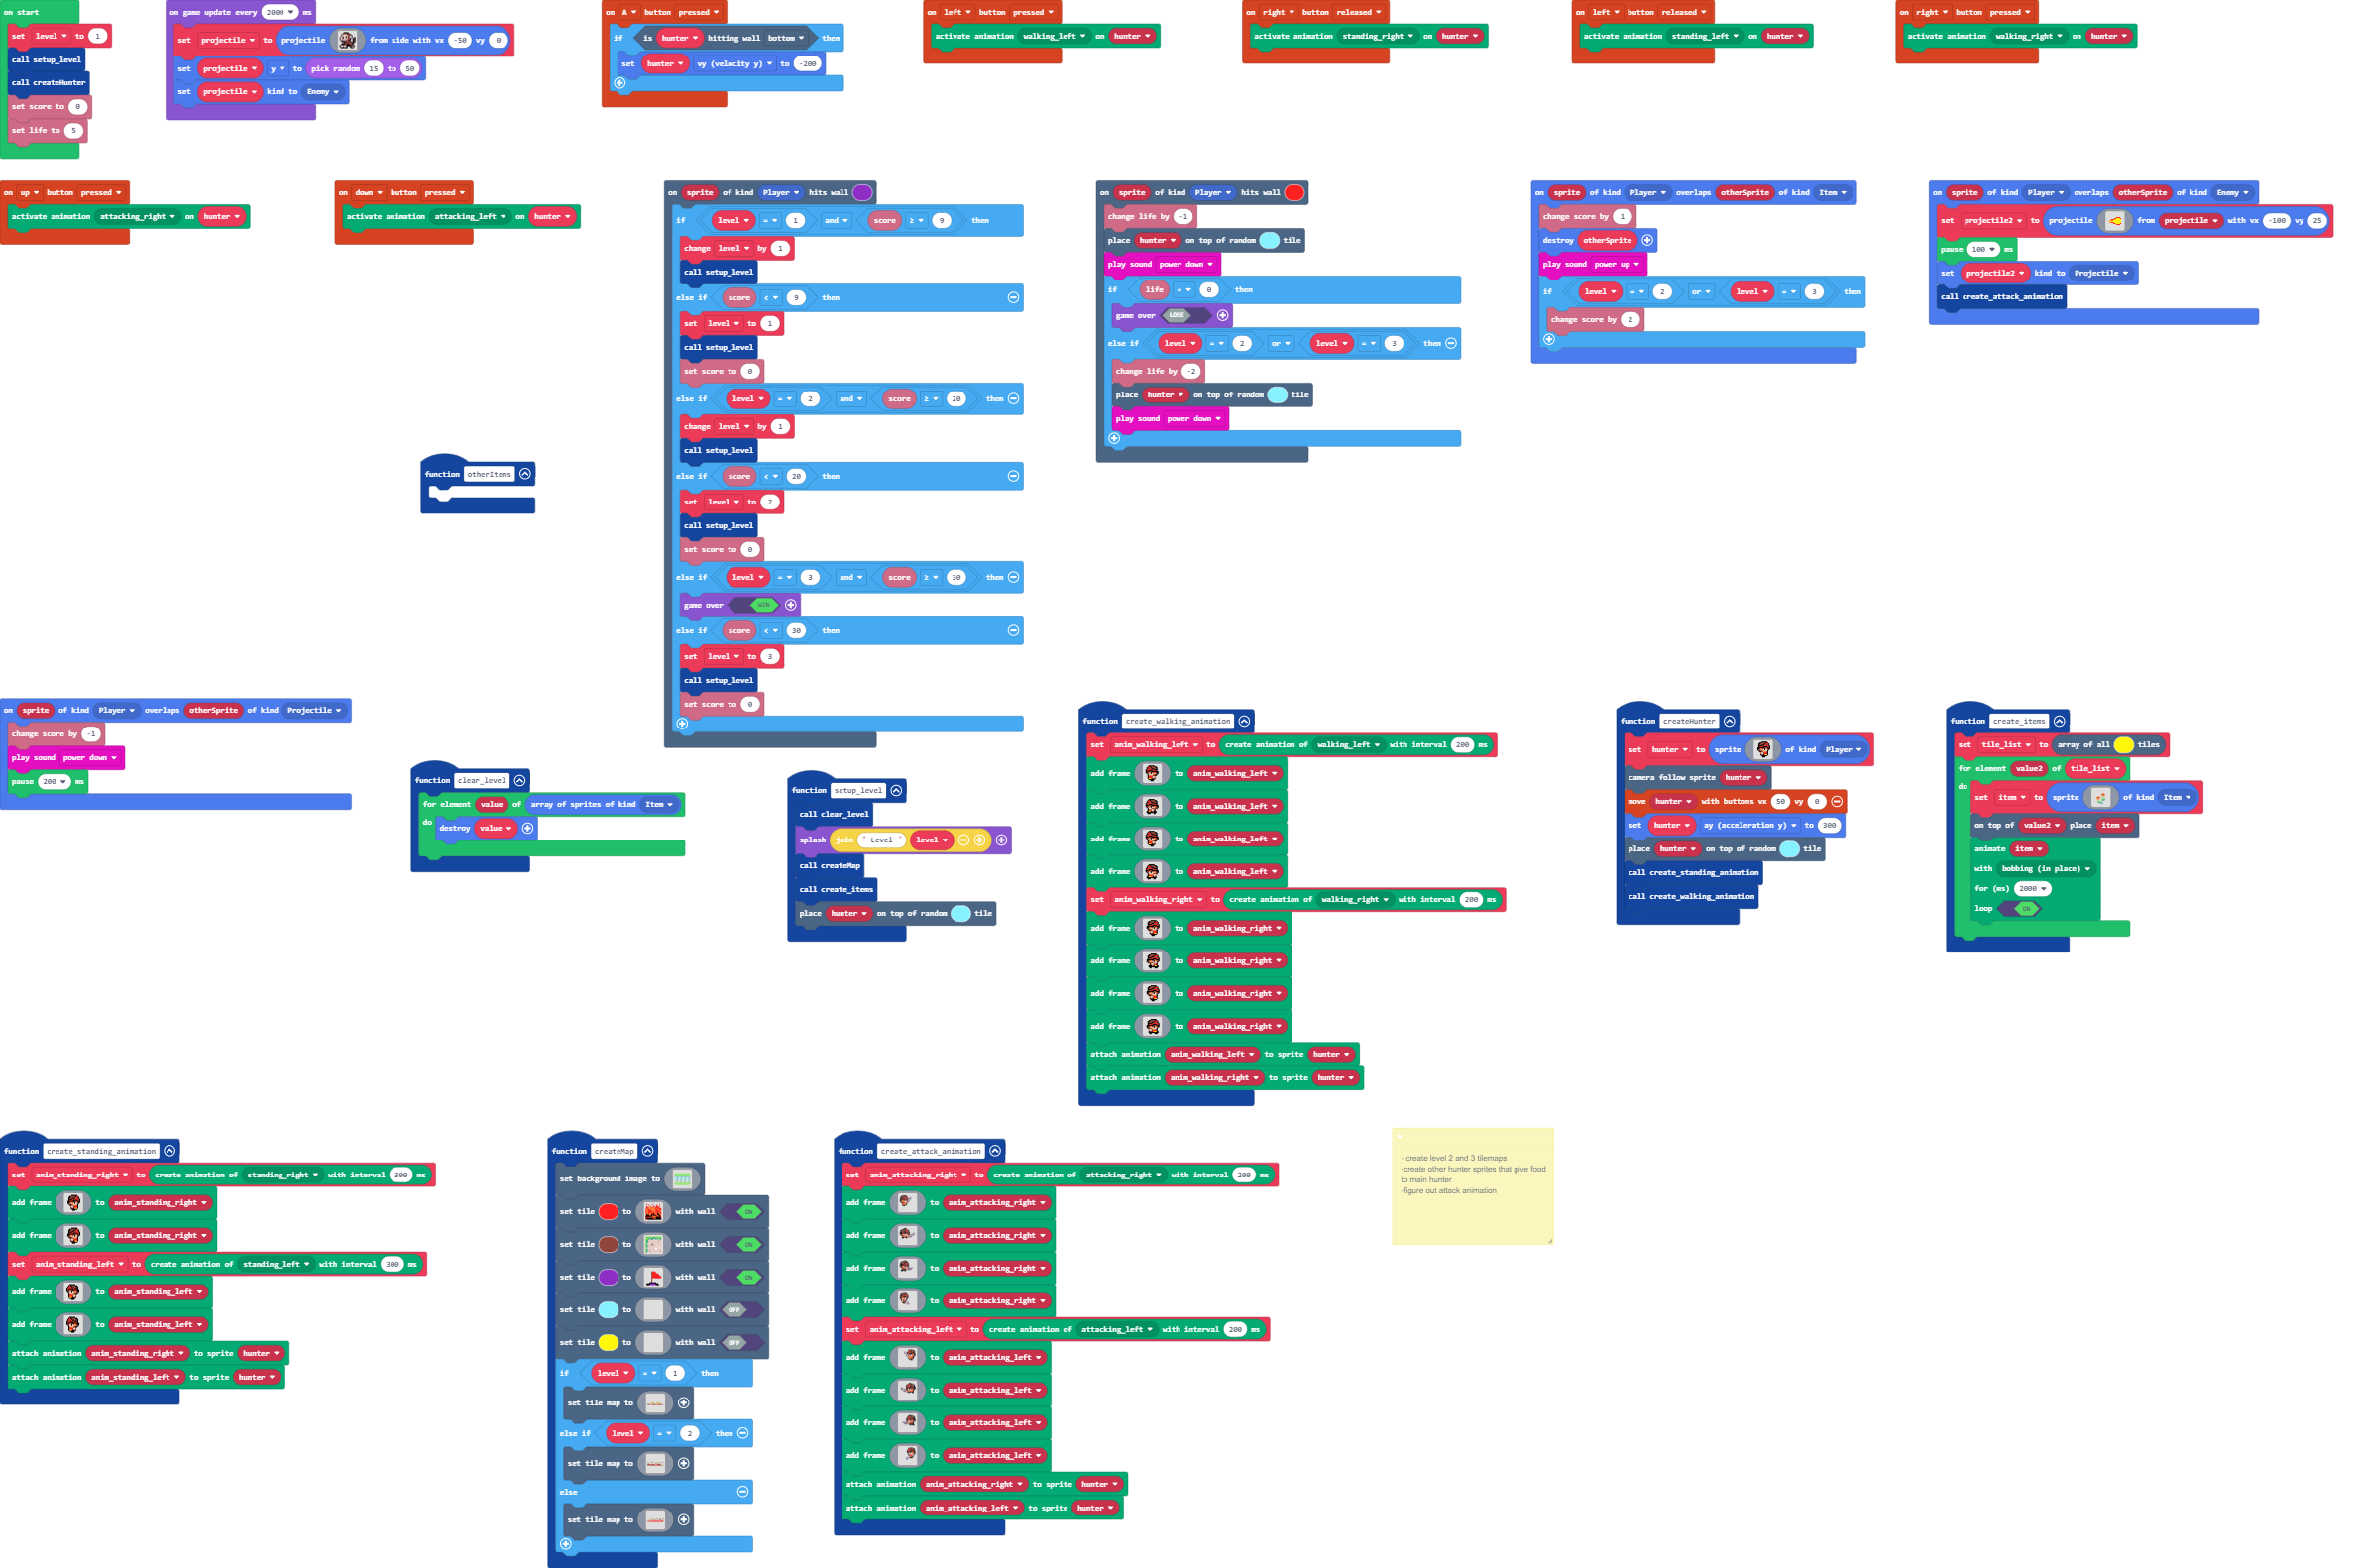 on start
set level to 1
call setup_level
call createHunter
set score to 0
set life to 5
on game update every 2000 ms
set projectile to projectile from side with vx -50 vy 0
set projectile y to pick random 15 to 50
set projectile kind to Enemy
on A button pressed
if is hunter hitting wall bottom then
set hunter vy (velocity y) to -200
on left button pressed
activate animation walking_left on hunter
on right button released
activate animation standing_right on hunter
on left button released
activate animation standing_left on hunter
on right button pressed
activate animation walking_right on hunter
on up button pressed
activate animation attacking_right on hunter
on down button pressed
activate animation attacking_left on hunter
on sprite of kind Player hits wall
if level = 1 and score ≥ 9 then
change level by 1
call setup_level
else if score < 9 then
set level to 1
call setup_level
set score to 0
else if level = 2 and score ≥ 20 then
change level by 1
call setup_level
else if score < 20 then
set level to 2
call setup_level
set score to 0
else if level = 3 and score ≥ 30 then
game over WIN
else if score < 30 then
set level to 3
call setup_level
set score to 0
on sprite of kind Player hits wall
change life by -1
place hunter on top of random tile
play sound power down
if life = 0 then
game over LOSE
else if level = 2 or level = 3 then
change life by -2
place hunter on top of random tile
play sound power down
on sprite of kind Player overlaps otherSprite of kind Item
change score by 1
destroy otherSprite
play sound power up
if level = 2 or level = 3 then
change score by 2
on sprite of kind Player overlaps otherSprite of kind Enemy
set projectile2 to projectile from projectile with vx -100 vy 25
pause 100 ms
set projectile2 kind to Projectile
call create_attack_animation
function otherItems
on sprite of kind Player overlaps otherSprite of kind Projectile
change score by -1
play sound power down
pause 200 ms
function clear_level
for element value of array of sprites of kind Item
do destroy value
function setup_level
call clear_level
splash join " Level " level
call createMap
call create_items
place hunter on top of random tile
function create_walking_animation
set anim_walking_left to create animation of walking_left with interval 200 ms
add frame to anim_walking_left
add frame to anim_walking_left
add frame to anim_walking_left
add frame to anim_walking_left
set anim_walking_right to create animation of walking_right with interval 200 ms
add frame to anim_walking_right
add frame to anim_walking_right
add frame to anim_walking_right
add frame to anim_walking_right
attach animation anim_walking_left to sprite hunter
attach animation anim_walking_right to sprite hunter
function createHunter
set hunter to sprite of kind Player
camera follow sprite hunter
move hunter with buttons vx 50 vy 0
set hunter ay (acceleration y) to 300
place hunter on top of random tile
call create_standing_animation
call create_walking_animation
function create_items
set tile_list to array of all tiles
for element value2 of tile_list
do
set item to sprite of kind Item
on top of value2 place item
animate item
with bobbing (in place)
for (ms) 2000
loop ON
function create_standing_animation
set anim_standing_right to create animation of standing_right with interval 300 ms
add frame to anim_standing_right
add frame to anim_standing_right
set anim_standing_left to create animation of standing_left with interval 300 ms
add frame to anim_standing_left
add frame to anim_standing_left
attach animation anim_standing_right to sprite hunter
attach animation anim_standing_left to sprite hunter
function createMap
set background image to
set tile to with wall ON
set tile to with wall ON
set tile to with wall ON
set tile to with wall OFF
set tile to with wall OFF
if level = 1 then
set tile map to
else if level = 2 then
set tile map to
else
set tile map to
function create_attack_animation
set anim_attacking_right to create animation of attacking_right with interval 200 ms
add frame to anim_attacking_right
add frame to anim_attacking_right
add frame to anim_attacking_right
add frame to anim_attacking_right
set anim_attacking_left to create animation of attacking_left with interval 200 ms
add frame to anim_attacking_left
add frame to anim_attacking_left
add frame to anim_attacking_left
add frame to anim_attacking_left
attach animation anim_attacking_right to sprite hunter
attach animation anim_attacking_left to sprite hunter
- create level 2 and 3 tilemaps
-create other hunter sprites that give food
to main hunter
-figure out attack animation